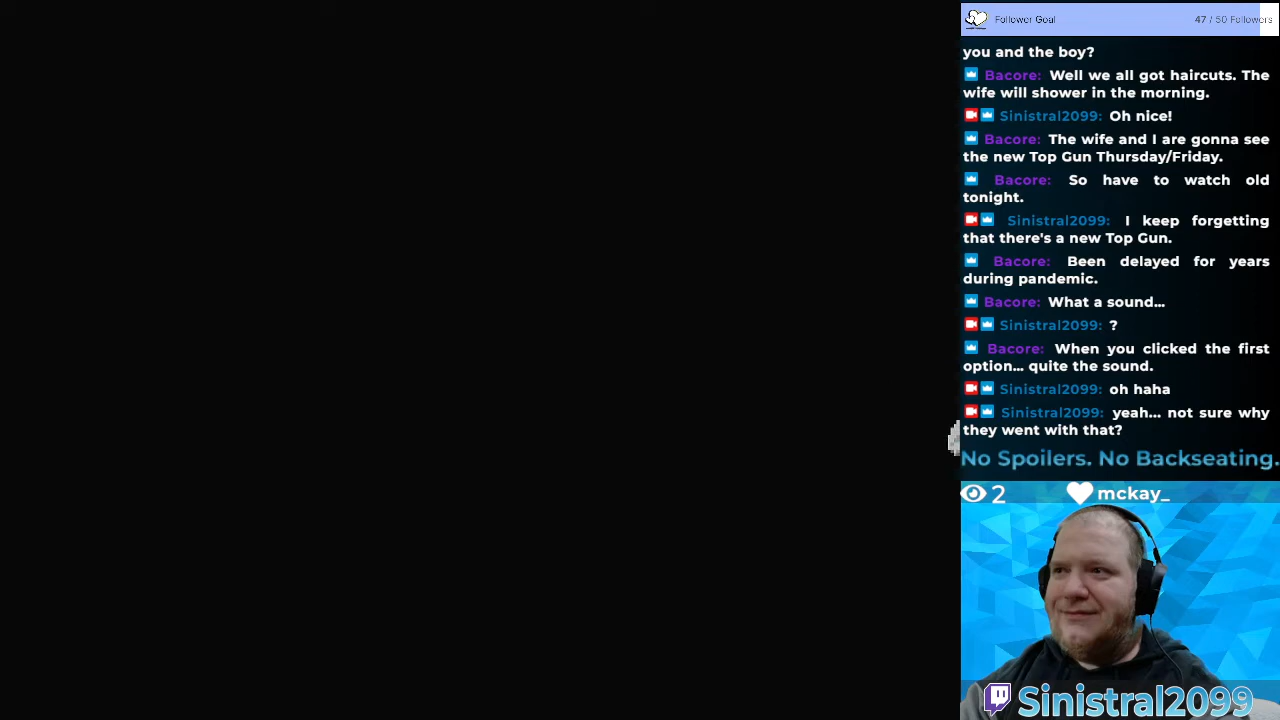 Follower Goal 47 / 50 Followers
you and the boy?
Bacore: Well we all got haircuts. The
wife will shower in the morning.
Sinistral2099: Oh nice!
Bacore: The wife and I are gonna see
the new Top Gun Thursday/Friday.
Bacore: So have to watch old
tonight.
Sinistral2099: I keep forgetting
that there's a new Top Gun.
Bacore: Been delayed for years
during pandemic.
Bacore: What a sound...
Sinistral2099: ?
Bacore: When you clicked the first
option... quite the sound.
Sinistral2099: oh haha
Sinistral2099: yeah... not sure why
they went with that?
No Spoilers. No Backseating.
2 mckay_
Sinistral2099